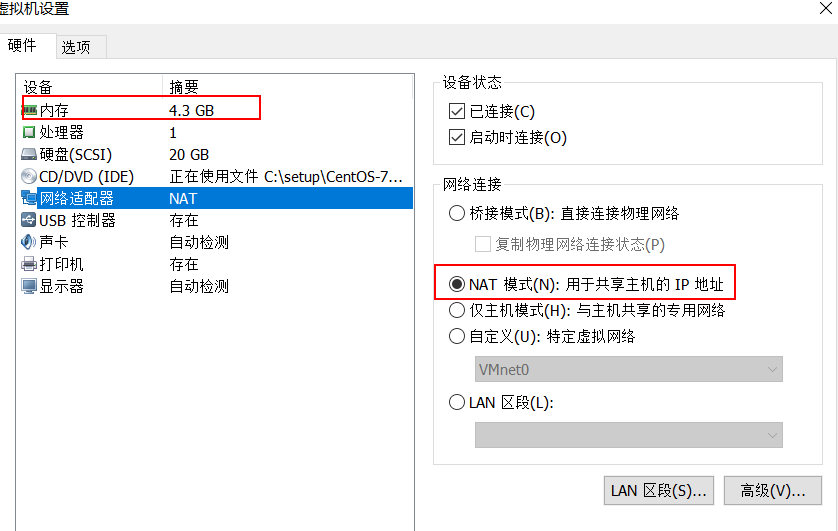 虚拟机设置
硬件 选项
设备 摘要
内存 4.3 GB
处理器 1
硬盘(SCSI) 20 GB
CD/DVD (IDE) 正在使用文件 C:\setup\CentOS-7...
网络适配器 NAT
USB 控制器 存在
声卡 自动检测
打印机 存在
显示器 自动检测
设备状态
已连接(C)
启动时连接(O)
网络连接
桥接模式(B): 直接连接物理网络
复制物理网络连接状态(P)
NAT 模式(N): 用于共享主机的 IP 地址
仅主机模式(H): 与主机共享的专用网络
自定义(U): 特定虚拟网络
VMnet0
LAN 区段(L):
LAN 区段(S)... 高级(V)...